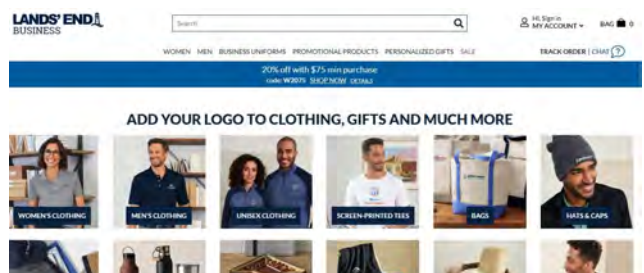 LANDS' END
BUSINESS
Search
Hi, Sign in
MY ACCOUNT
BAG 0
WOMEN MEN BUSINESS UNIFORMS PROMOTIONAL PRODUCTS PERSONALIZED GIFTS SALE
TRACK ORDER | CHAT ?
20% off with $75 min purchase
code: W2075 SHOP NOW DETAILS
ADD YOUR LOGO TO CLOTHING, GIFTS AND MUCH MORE
WOMEN'S CLOTHING
MEN'S CLOTHING
UNISEX CLOTHING
SCREEN-PRINTED TEES
BAGS
HATS & CAPS